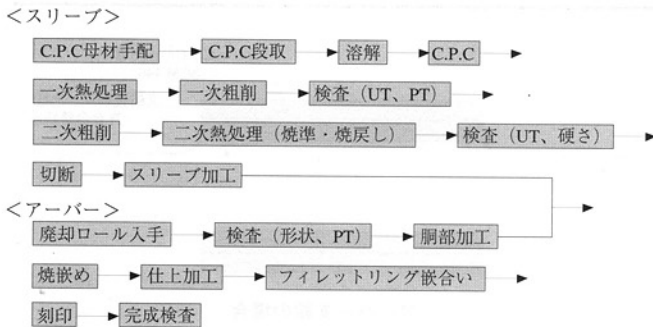 ＜スリーブ＞
C.P.C母材手配 C.P.C段取 溶解 C.P.C
一次熱処理 一次粗削 検査（UT、PT）
二次粗削 二次熱処理（焼準・焼戻し） 検査（UT、硬さ）
切断 スリーブ加工
＜アーバー＞
廃却ロール入手 検査（形状、PT） 胴部加工
焼嵌め 仕上加工 フィレットリング嵌合い
刻印 完成検査